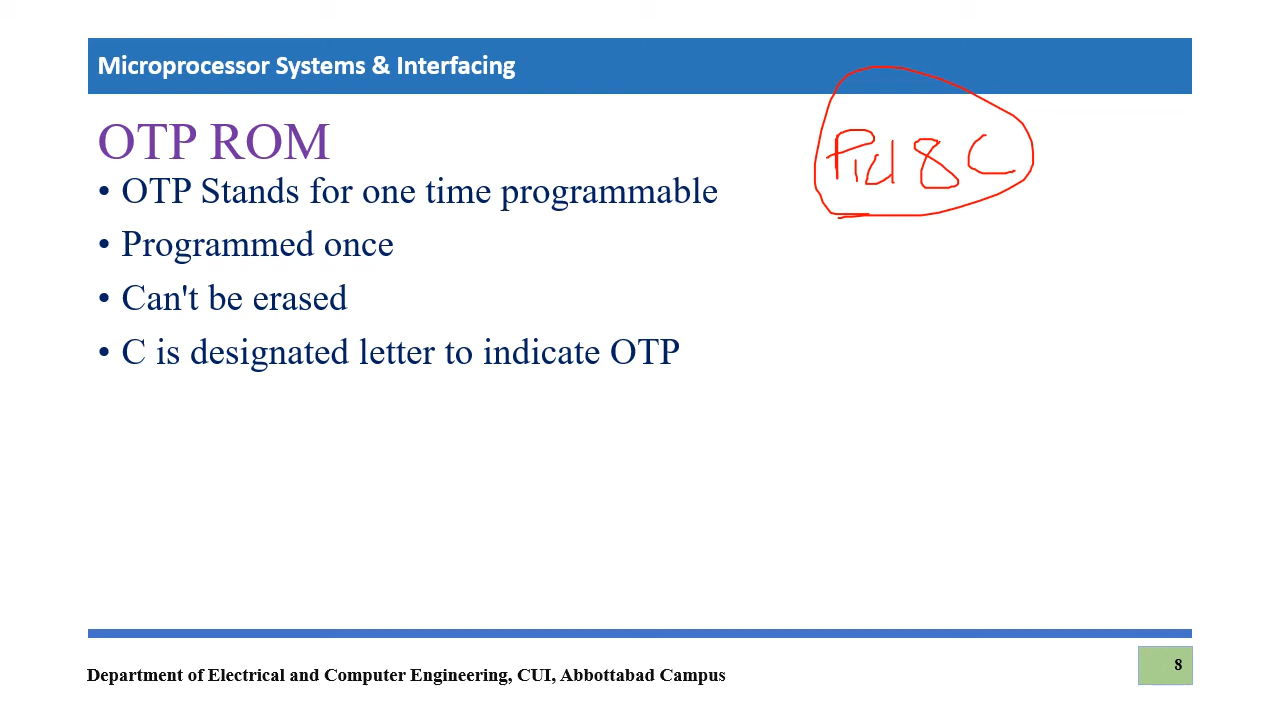 Microprocessor Systems & Interfacing
OTP ROM
• OTP Stands for one time programmable
• Programmed once
• Can't be erased
• C is designated letter to indicate OTP
Pic18C
Department of Electrical and Computer Engineering, CUI, Abbottabad Campus
8